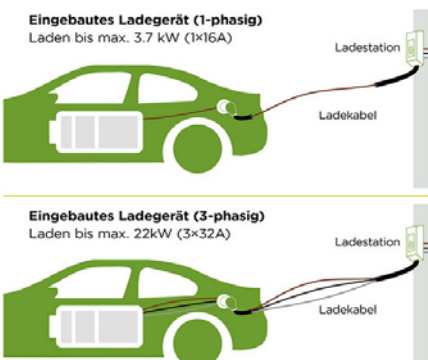 Eingebautes Ladegerät (1-phasig)
Laden bis max. 3.7 kW (1×16A)
Ladestation
Ladekabel
Eingebautes Ladegerät (3-phasig)
Laden bis max. 22kW (3×32A)
Ladestation
Ladekabel